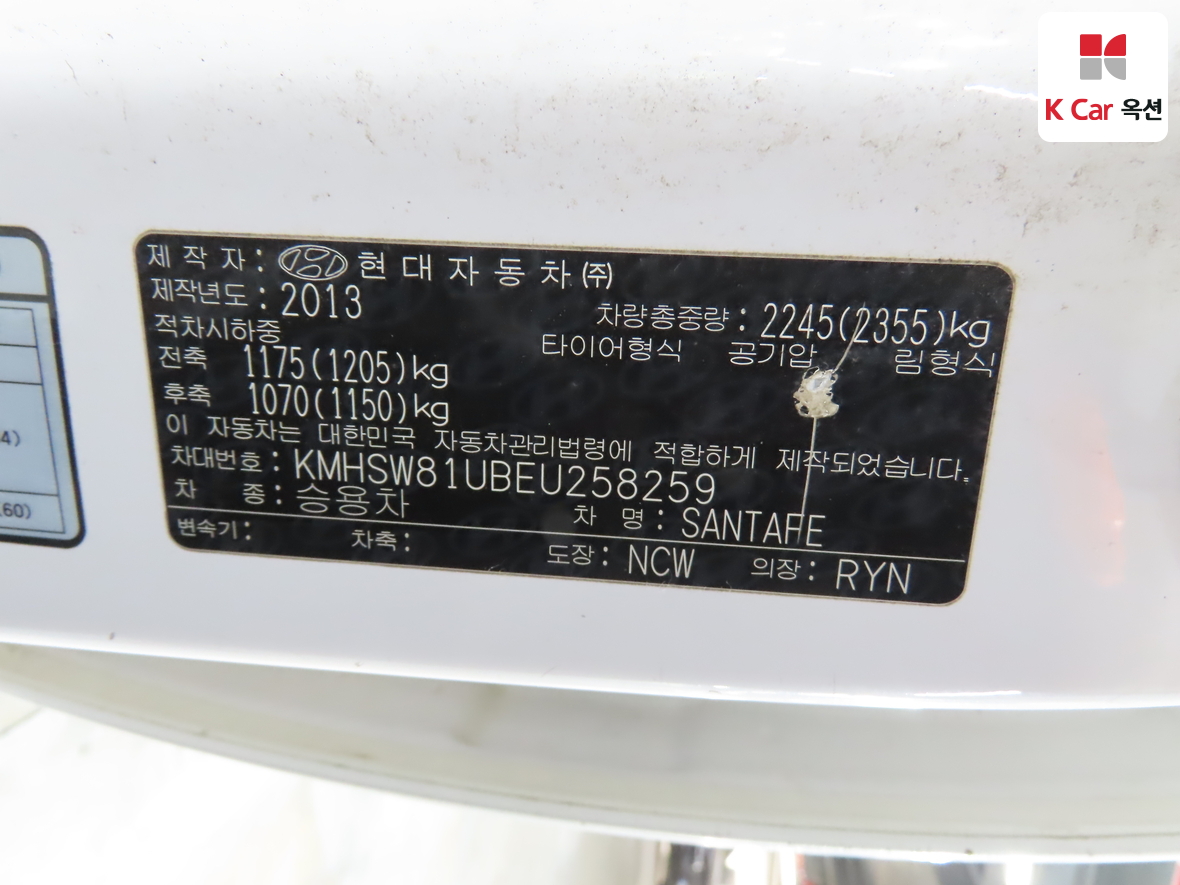 K Car 옥션
제 작 자 : 현 대 자 동 차 ㈜
제작년도 : 2013
차량총중량 : 2245(2355)kg
적차시하중
타이어형식 공기압 림형식
전축 1175(1205)kg
후축 1070(1150)kg
이 자동차는 대한민국 자동차관리법령에 적합하게 제작되었습니다.
차대번호 : KMHSW81UBEU258259
차 종 : 승용차
차 명 : SANTAFE
변속기 : 차축 : 도장 : NCW 의장 : RYN
4)
.60)